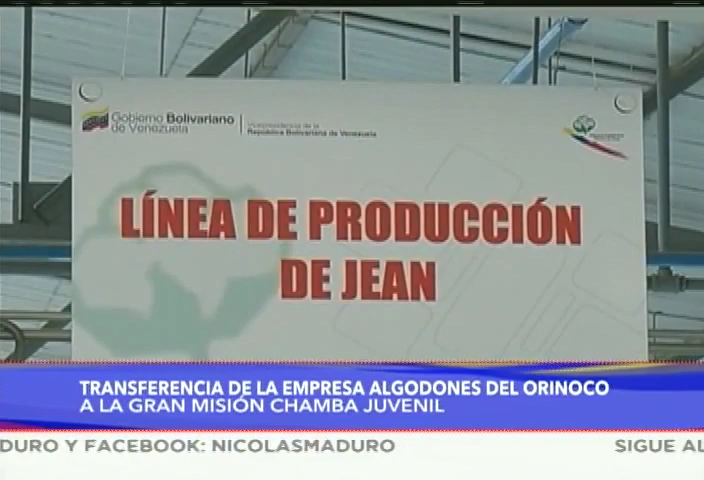 Gobierno Bolivariano
de Venezuela
Vicepresidencia de la
República Bolivariana de Venezuela
LÍNEA DE PRODUCCIÓN
DE JEAN
TRANSFERENCIA DE LA EMPRESA ALGODONES DEL ORINOCO
A LA GRAN MISIÓN CHAMBA JUVENIL
DURO Y FACEBOOK: NICOLASMADURO
SIGUE AL